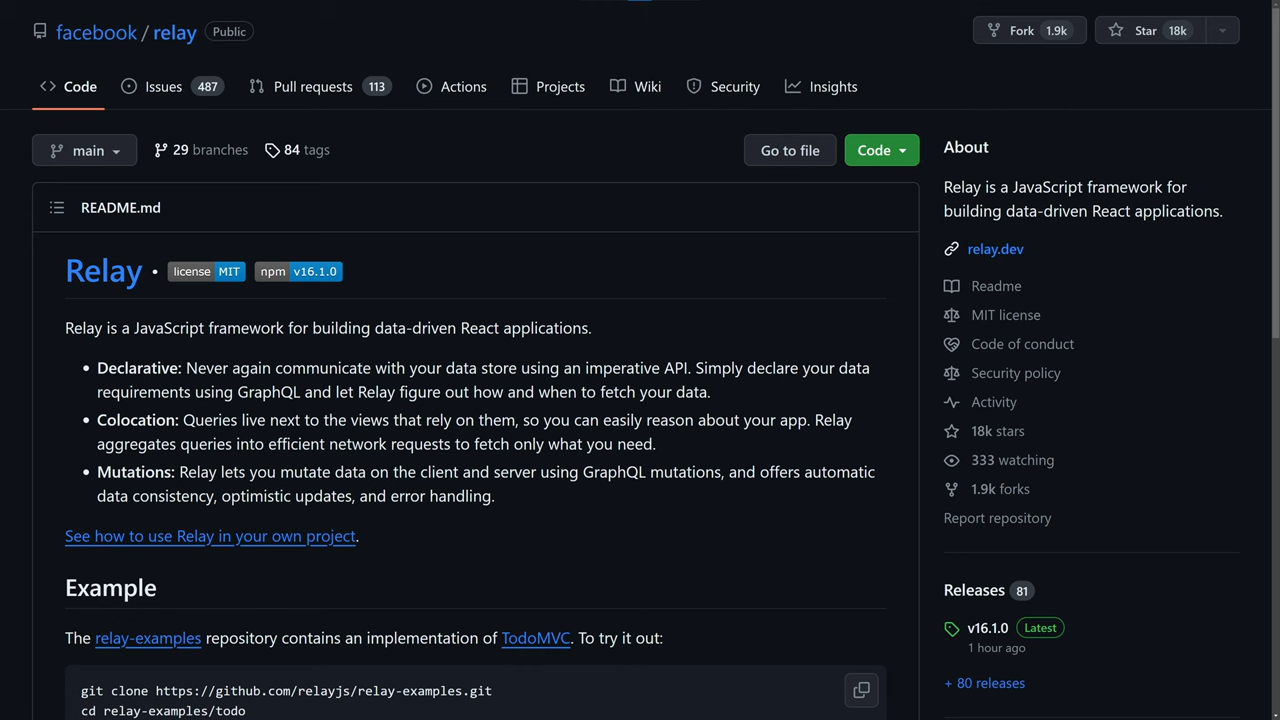 facebook / relay Public
Fork 1.9k
Star 18k
Code
Issues 487
Pull requests 113
Actions
Projects
Wiki
Security
Insights
main
29 branches
84 tags
Go to file
Code
README.md
Relay • license MIT npm v16.1.0
Relay is a JavaScript framework for building data-driven React applications.
• Declarative: Never again communicate with your data store using an imperative API. Simply declare your data
requirements using GraphQL and let Relay figure out how and when to fetch your data.
• Colocation: Queries live next to the views that rely on them, so you can easily reason about your app. Relay
aggregates queries into efficient network requests to fetch only what you need.
• Mutations: Relay lets you mutate data on the client and server using GraphQL mutations, and offers automatic
data consistency, optimistic updates, and error handling.
See how to use Relay in your own project.
Example
The relay-examples repository contains an implementation of TodoMVC. To try it out:
git clone https://github.com/relayjs/relay-examples.git
cd relay-examples/todo
About
Relay is a JavaScript framework for
building data-driven React applications.
relay.dev
Readme
MIT license
Code of conduct
Security policy
Activity
18k stars
333 watching
1.9k forks
Report repository
Releases 81
v16.1.0 Latest
1 hour ago
+ 80 releases